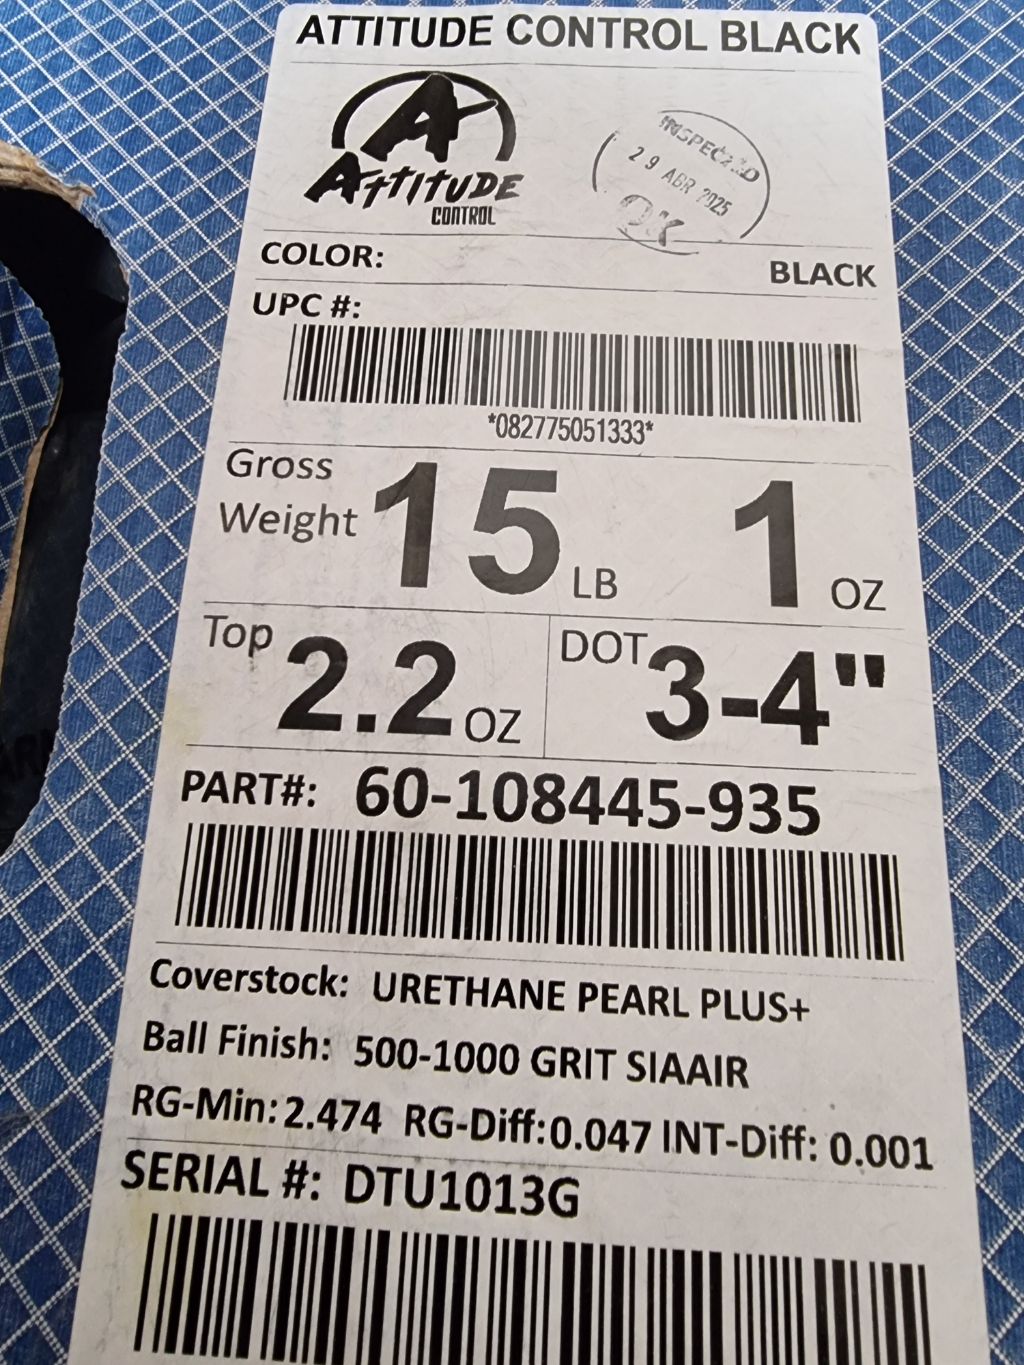 ATTITUDE CONTROL BLACK
A
ATTITUDE
CONTROL
INSPEC
29 ABR 2025
OK
COLOR: BLACK
UPC #:
*082775051333*
Gross Weight 15 LB 1 OZ
Top 2.2 OZ DOT 3-4"
PART#: 60-108445-935
Coverstock: URETHANE PEARL PLUS+
Ball Finish: 500-1000 GRIT SIAAIR
RG-Min: 2.474 RG-Diff: 0.047 INT-Diff: 0.001
SERIAL #: DTU1013G